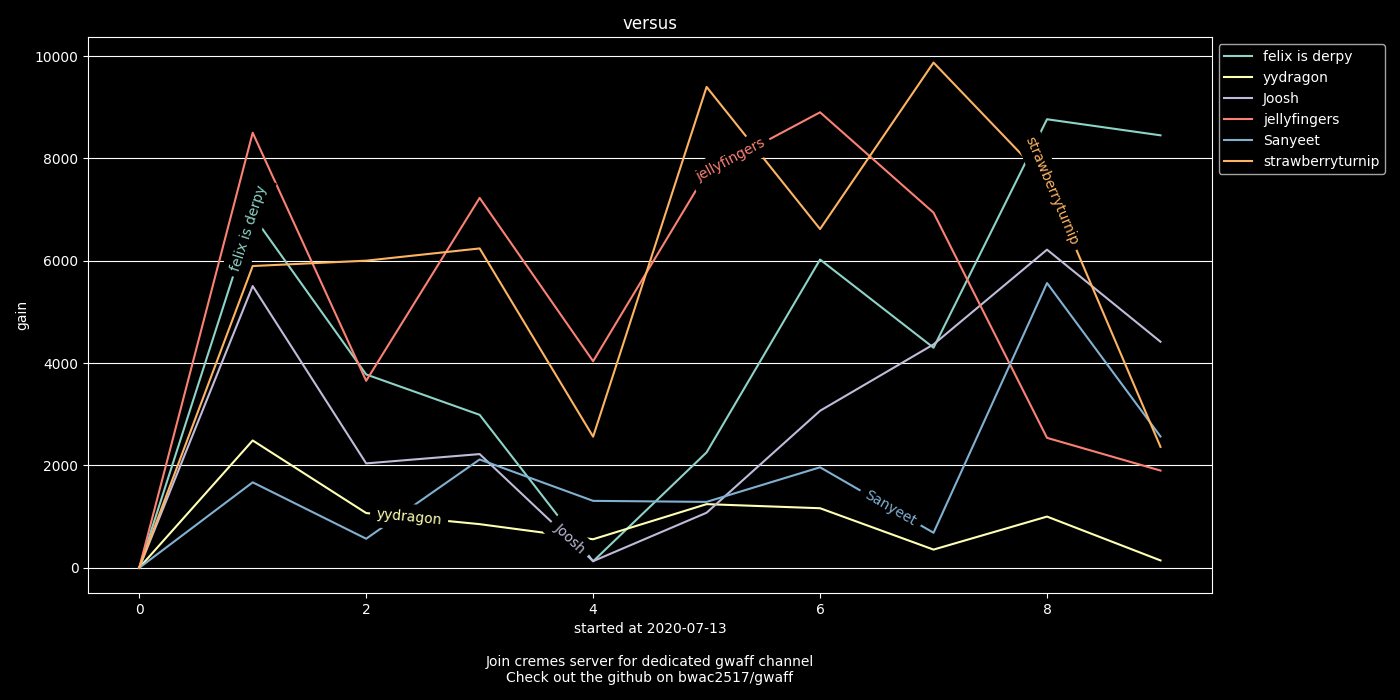 versus
10000
8000
6000
4000
2000
0
gain
felix is derpy
yydragon
Joosh
jellyfingers
Sanyeet
strawberryturnip
felix is derpy
yydragon
Joosh
jellyfingers
Sanyeet
strawberryturnip
0 2 4 6 8
started at 2020-07-13
Join cremes server for dedicated gwaff channel
Check out the github on bwac2517/gwaff